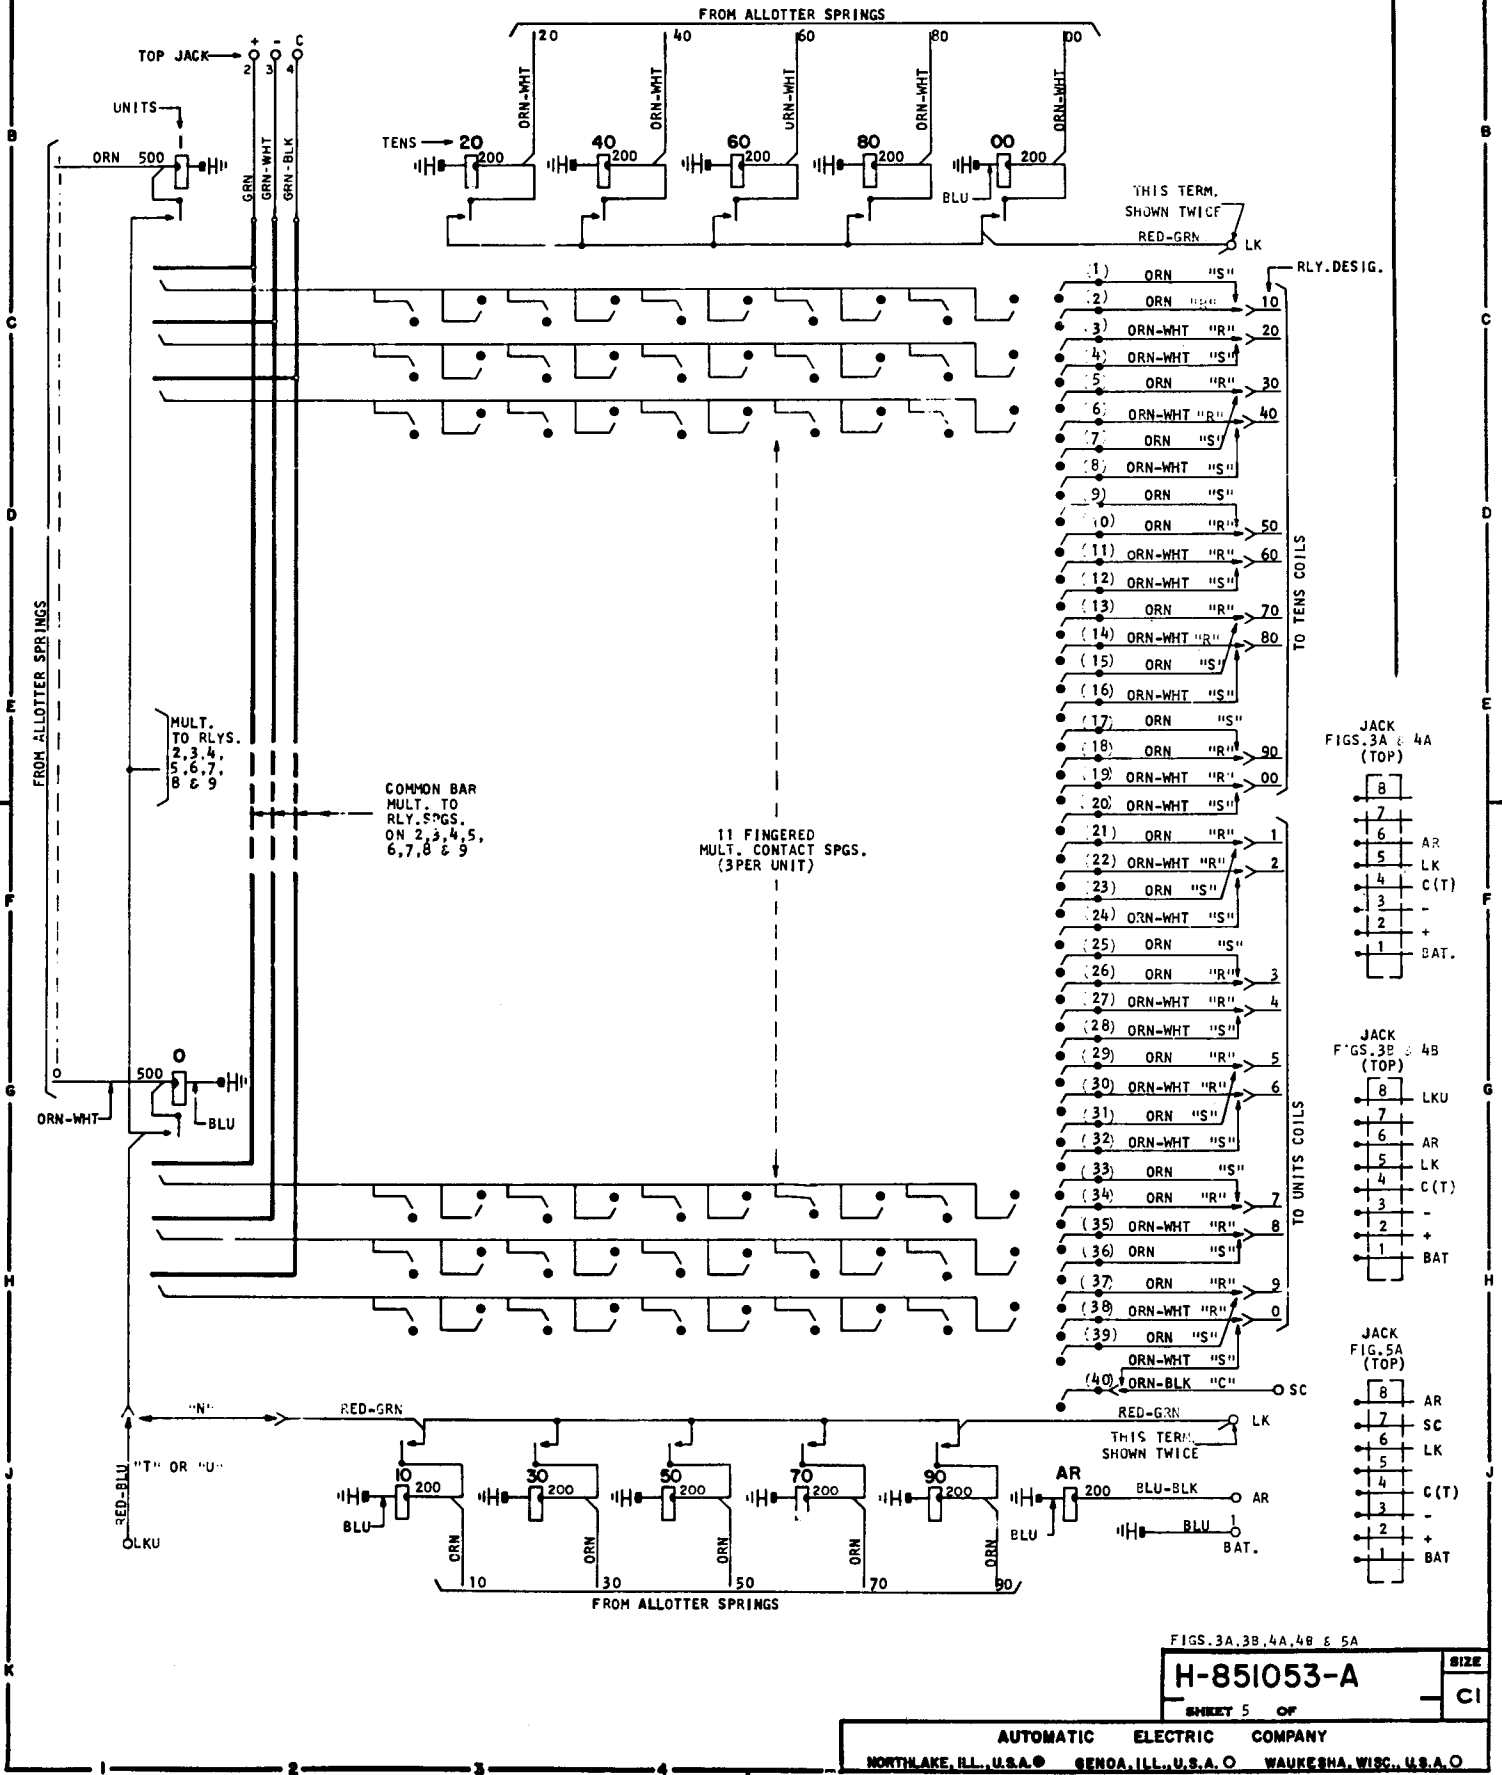 FROM ALLOTTER SPRINGS
20 40 60 80 00
TOP JACK
+ - C
2 3 4
UNITS
1
ORN 500
GRN
GRN-WHT
GRN-BLK
TENS
20 40 60 80 00
200 200 200 200 200
ORN-WHT ORN-WHT ORN-WHT ORN-WHT ORN-WHT
BLU
THIS TERM.
SHOWN TWICE
RED-GRN
LK
RLY.DESIG.
(1) ORN "S"
(2) ORN "R" 10
(3) ORN-WHT "R" 20
(4) ORN-WHT "S"
(5) ORN "R" 30
(6) ORN-WHT "R" 40
(7) ORN "S"
(8) ORN-WHT "S"
(9) ORN "S"
(10) ORN "R" 50
(11) ORN-WHT "R" 60
(12) ORN-WHT "S"
(13) ORN "R" 70
(14) ORN-WHT "R" 80
(15) ORN "S"
(16) ORN-WHT "S"
(17) ORN "S"
(18) ORN "R" 90
(19) ORN-WHT "R" 00
(20) ORN-WHT "S"
TO TENS COILS
(21) ORN "R" 1
(22) ORN-WHT "R" 2
(23) ORN "S"
(24) ORN-WHT "S"
(25) ORN "S"
(26) ORN "R" 3
(27) ORN-WHT "R" 4
(28) ORN-WHT "S"
(29) ORN "R" 5
(30) ORN-WHT "R" 6
(31) ORN "S"
(32) ORN-WHT "S"
(33) ORN "S"
(34) ORN "R" 7
(35) ORN-WHT "R" 8
(36) ORN "S"
(37) ORN "R" 9
(38) ORN-WHT "R" 0
(39) ORN "S"
ORN-WHT "S"
(40) ORN-BLK "C" SC
TO UNITS COILS
FROM ALLOTTER SPRINGS
MULT.
TO RLYS.
2,3,4,
5,6,7,
8 & 9
COMMON BAR
MULT. TO
RLY.SPGS.
ON 2,3,4,5,
6,7,8 & 9
11 FINGERED
MULT. CONTACT SPGS.
(3PER UNIT)
0
500
0
ORN-WHT
BLU
JACK
FIGS.3A & 4A
(TOP)
8
7
6 AR
5 LK
4 C(T)
3 -
2 +
1 BAT.
JACK
FIGS.3B & 4B
(TOP)
8 LKU
7
6 AR
5 LK
4 C(T)
3 -
2 +
1 BAT
JACK
FIG.5A
(TOP)
8 AR
7 SC
6 LK
5
4 C(T)
3 -
2 +
1 BAT
"N"
RED-GRN
RED-GRN
LK
THIS TERM.
SHOWN TWICE
RED-BLU
"T" OR "U"
LKU
10 30 50 70 90 AR
200 200 200 200 200 200
BLU-BLK
AR
BLU
BLU
BLU 1
BAT.
ORN ORN ORN ORN ORN
10 30 50 70 90
FROM ALLOTTER SPRINGS
FIGS.3A,3B,4A,4B & 5A
H-851053-A
SIZE
C1
SHEET 5 OF
AUTOMATIC ELECTRIC COMPANY
NORTHLAKE, ILL., U.S.A. GENOA, ILL., U.S.A. WAUKESHA, WISC., U.S.A.
B C D E F G H J K
B C D E F G H J
1 2 3 4